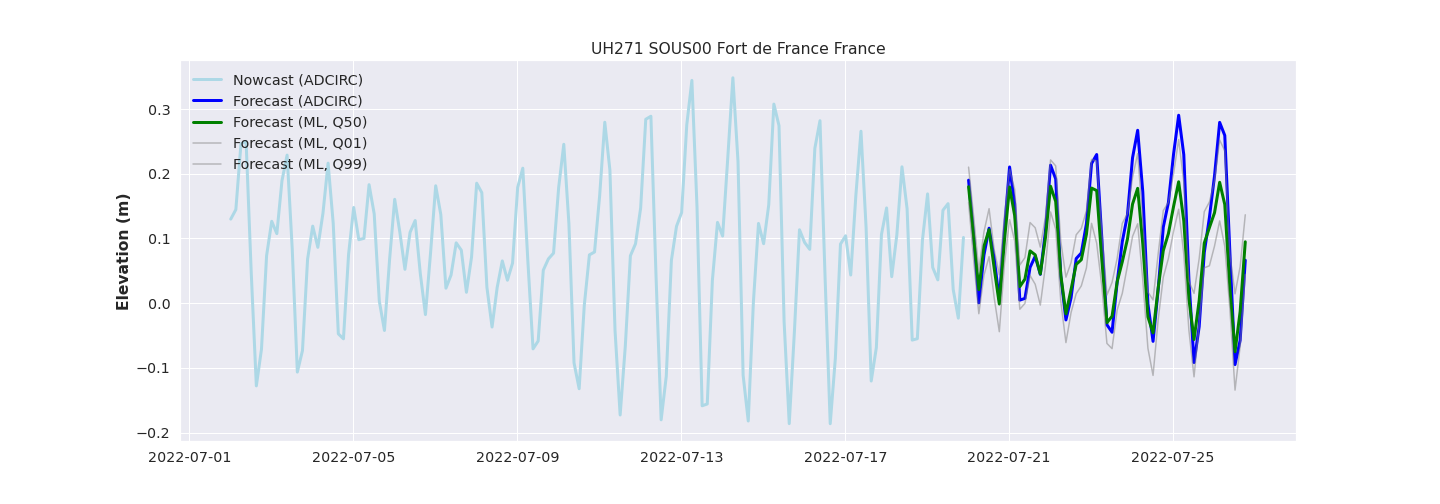 UH271 SOUS00 Fort de France France
Nowcast (ADCIRC)
Forecast (ADCIRC)
Forecast (ML, Q50)
Forecast (ML, Q01)
Forecast (ML, Q99)
Elevation (m)
0.3
0.2
0.1
0.0
−0.1
−0.2
2022-07-01 2022-07-05 2022-07-09 2022-07-13 2022-07-17 2022-07-21 2022-07-25